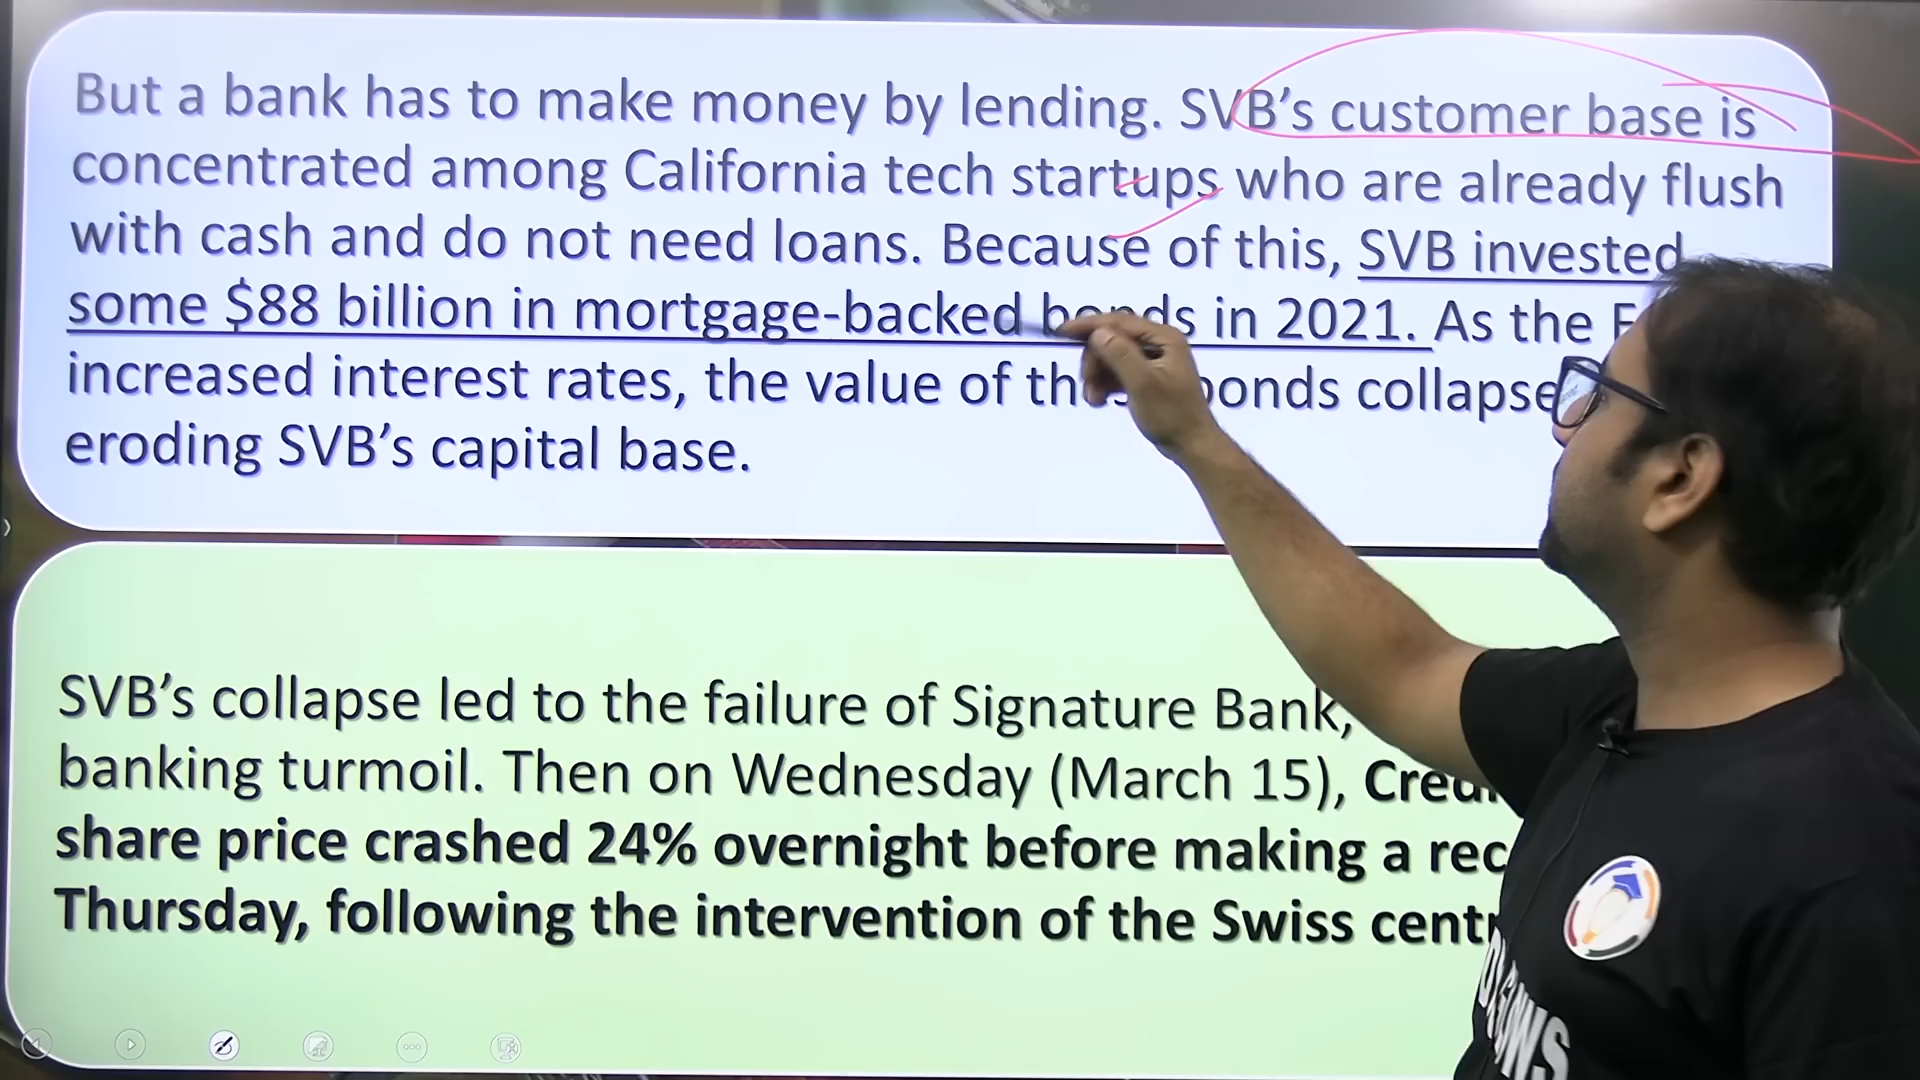 But a bank has to make money by lending. SVB's customer base is
concentrated among California tech startups who are already flush
with cash and do not need loans. Because of this, SVB invested
some $88 billion in mortgage-backed bonds in 2021. As the
increased interest rates, the value of bonds
eroding SVB's capital base.
SVB's collapse led to the failure of Signature Bank,
banking turmoil. Then on Wednesday (March 15),
share price crashed 24% overnight before making a
Thursday, following the intervention of the Swiss